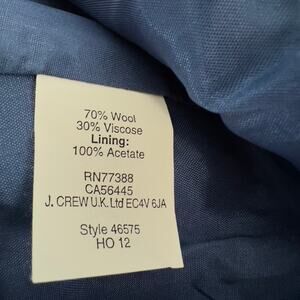 70% Wool
30% Viscose
Lining:
100% Acetate
RN77388
CA56445
J. CREW U.K. Ltd EC4V 6JA
Style 46575
HO 12